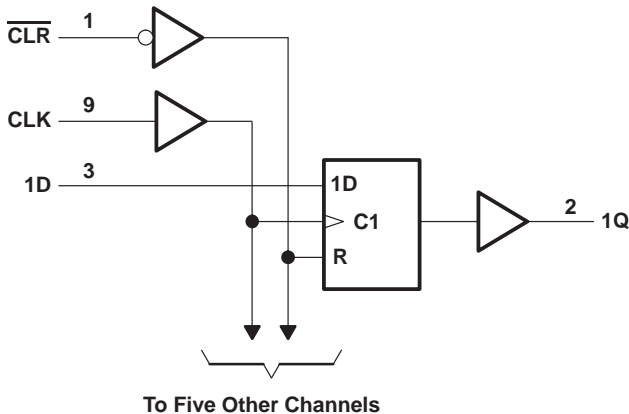 CLR 1
CLK 9
1D 3
1D
C1
R
2 1Q
To Five Other Channels